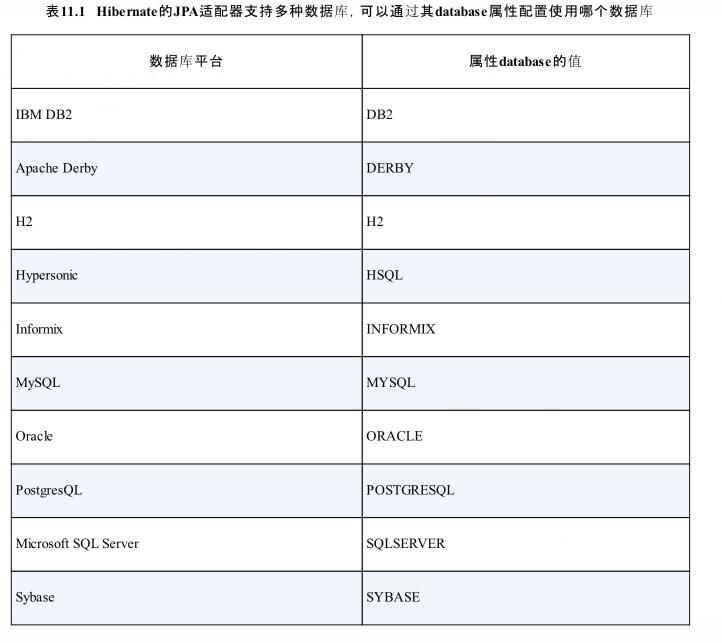 表11.1 Hibernate的JPA适配器支持多种数据库，可以通过其database属性配置使用哪个数据库
数据库平台 属性database的值
IBM DB2 DB2
Apache Derby DERBY
H2 H2
Hypersonic HSQL
Informix INFORMIX
MySQL MYSQL
Oracle ORACLE
PostgresQL POSTGRESQL
Microsoft SQL Server SQLSERVER
Sybase SYBASE